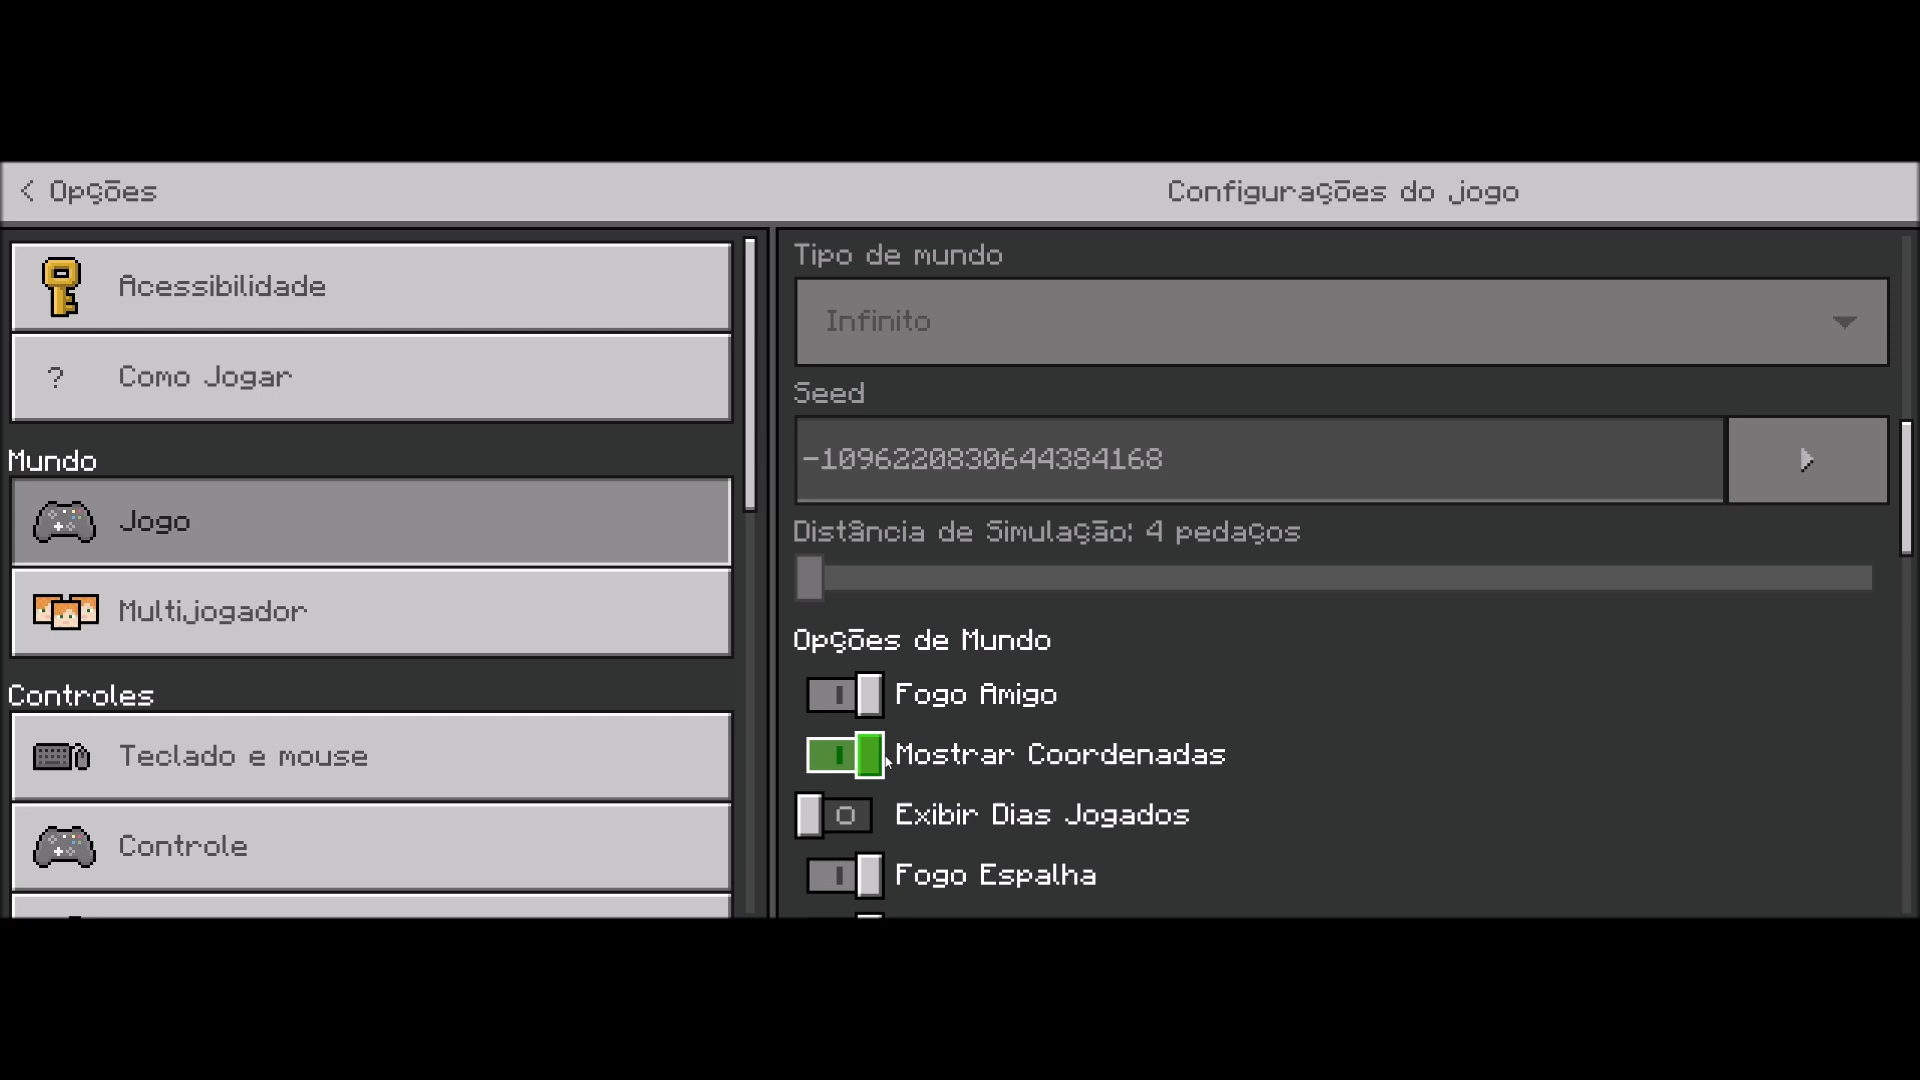 < Opções
Configurações do jogo
Acessibilidade
? Como Jogar
Mundo
Jogo
Multijogador
Controles
Teclado e mouse
Controle
Tipo de mundo
Infinito
Seed
-1096220830644384168
Distância de Simulação: 4 pedaços
Opções de Mundo
Fogo Amigo
Mostrar Coordenadas
Exibir Dias Jogados
Fogo Espalha